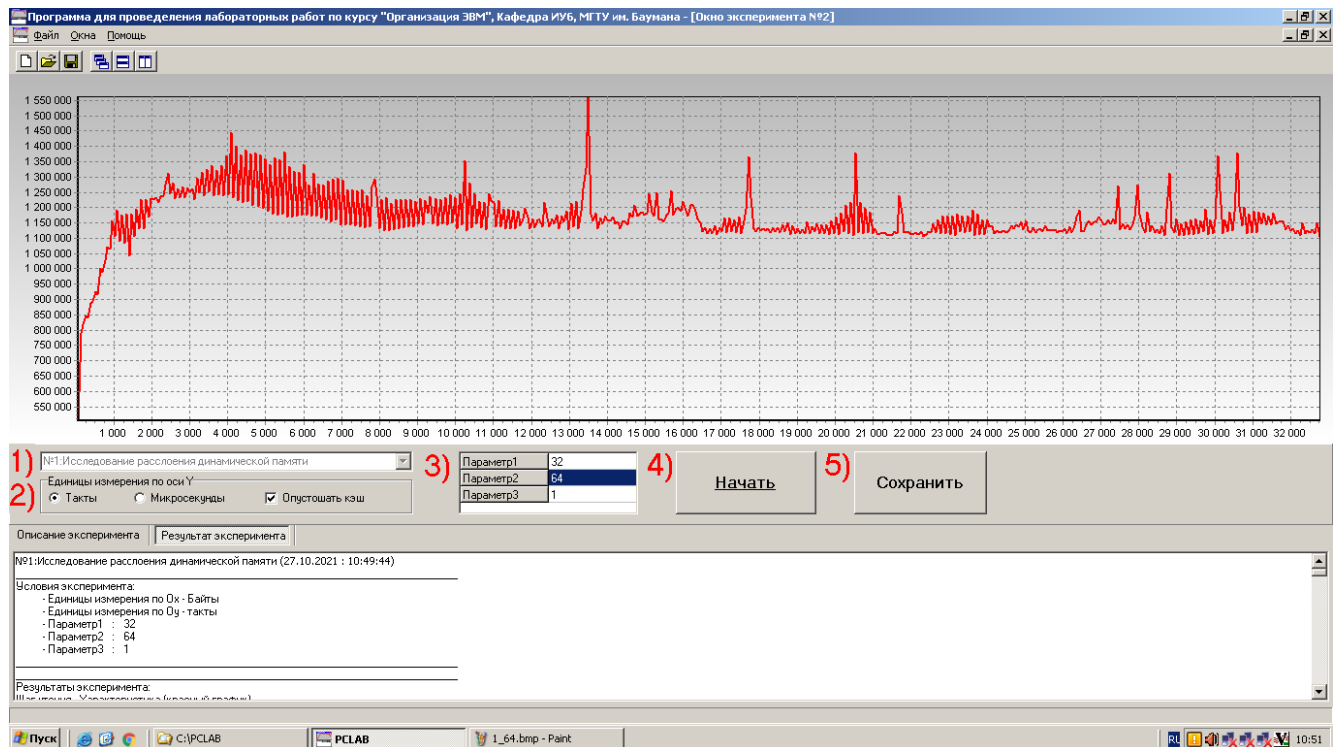 Программа для проведеления лабораторных работ по курсу "Организация ЭВМ", Кафедра ИУ6, МГТУ им. Баумана - [Окно эксперимента №2]
Файл Окна Помощь
1 550 000
1 500 000
1 450 000
1 400 000
1 350 000
1 300 000
1 250 000
1 200 000
1 150 000
1 100 000
1 050 000
1 000 000
950 000
900 000
850 000
800 000
750 000
700 000
650 000
600 000
550 000
1 000 2 000 3 000 4 000 5 000 6 000 7 000 8 000 9 000 10 000 11 000 12 000 13 000 14 000 15 000 16 000 17 000 18 000 19 000 20 000 21 000 22 000 23 000 24 000 25 000 26 000 27 000 28 000 29 000 30 000 31 000 32 000
1) №1:Исследование расслоения динамической памяти
Единицы измерения по оси Y
2) Такты Микросекунды Опустошать кэш
3) Параметр1 32
Параметр2 64
Параметр3 1
4) Начать
5) Сохранить
Описание эксперимента Результат эксперимента
№1:Исследование расслоения динамической памяти (27.10.2021 : 10:49:44)
Условия эксперимента:
- Единицы измерения по Ox - Байты
- Единицы измерения по Oy - такты
- Параметр1 : 32
- Параметр2 : 64
- Параметр3 : 1
Результаты эксперимента:
Шаг чтения Характеристика (красный график)
Пуск C:\PCLAB PCLAB 1_64.bmp - Paint RU 10:51